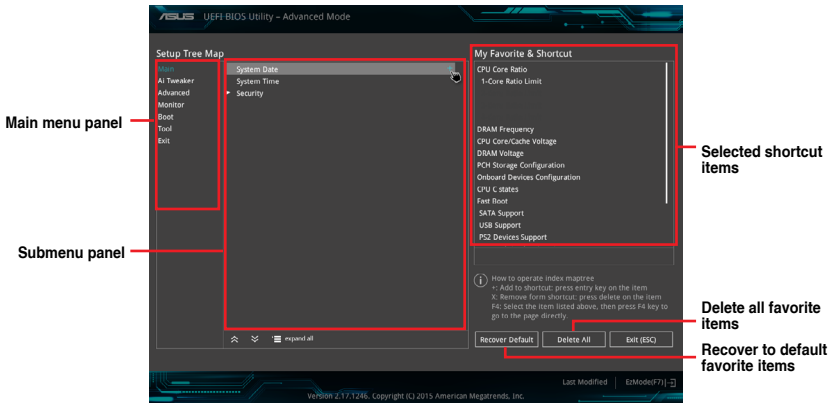 ASUS UEFI BIOS Utility – Advanced Mode
Setup Tree Map
My Favorite & Shortcut
Main
Ai Tweaker
Advanced
Monitor
Boot
Tool
Exit
System Date
System Time
Security
CPU Core Ratio
1-Core Ratio Limit
DRAM Frequency
CPU Core/Cache Voltage
DRAM Voltage
PCH Storage Configuration
Onboard Devices Configuration
CPU C states
Fast Boot
SATA Support
USB Support
PS2 Devices Support
How to operate index maptree
+: Add to shortcut: press entry key on the item
X: Remove form shortcut: press delete on the item
F4: Select the item listed above, then press F4 key to
go to the page directly.
expand all
Recover Default
Delete All
Exit (ESC)
Last Modified
EzMode(F7)
Version 2.17.1246. Copyright (C) 2015 American Megatrends, Inc.
Main menu panel
Submenu panel
Selected shortcut
items
Delete all favorite
items
Recover to default
favorite items